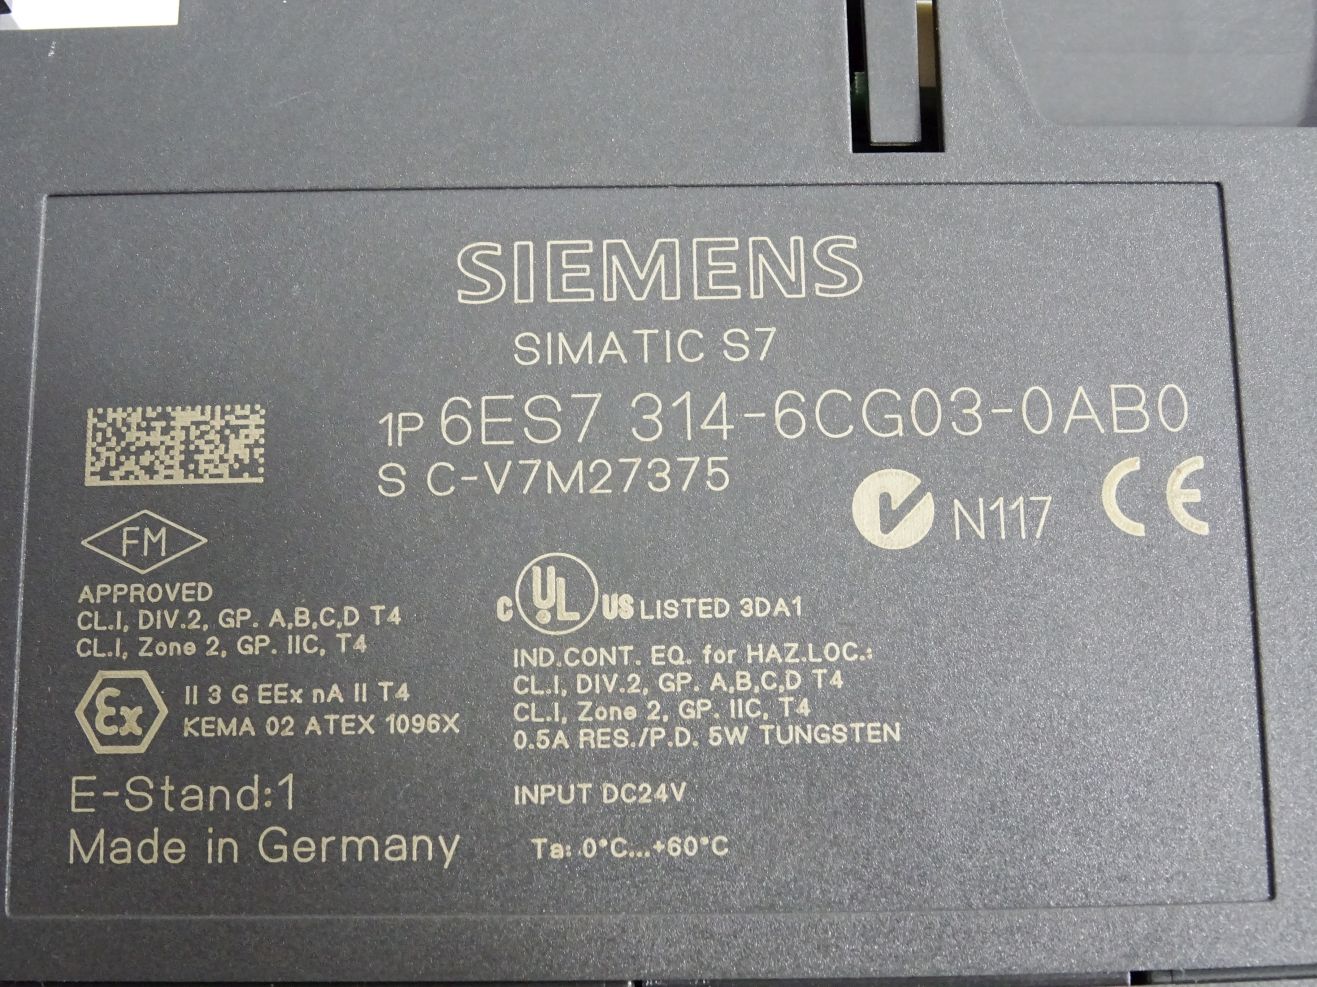 SIEMENS
SIMATIC S7
1P 6ES7 314-6CG03-0AB0
S C-V7M27375
N117 CE
FM
APPROVED
CL.I, DIV.2, GP. A,B,C,D T4
CL.I, Zone 2, GP. IIC, T4
C UL US LISTED 3DA1
IND.CONT. EQ. for HAZ.LOC.:
CL.I, DIV.2, GP. A,B,C,D T4
CL.I, Zone 2, GP. IIC, T4
0.5A RES./P.D. 5W TUNGSTEN
Ex II 3 G EEx nA II T4
KEMA 02 ATEX 1096X
E-Stand:1
Made in Germany
INPUT DC24V
Ta: 0°C...+60°C